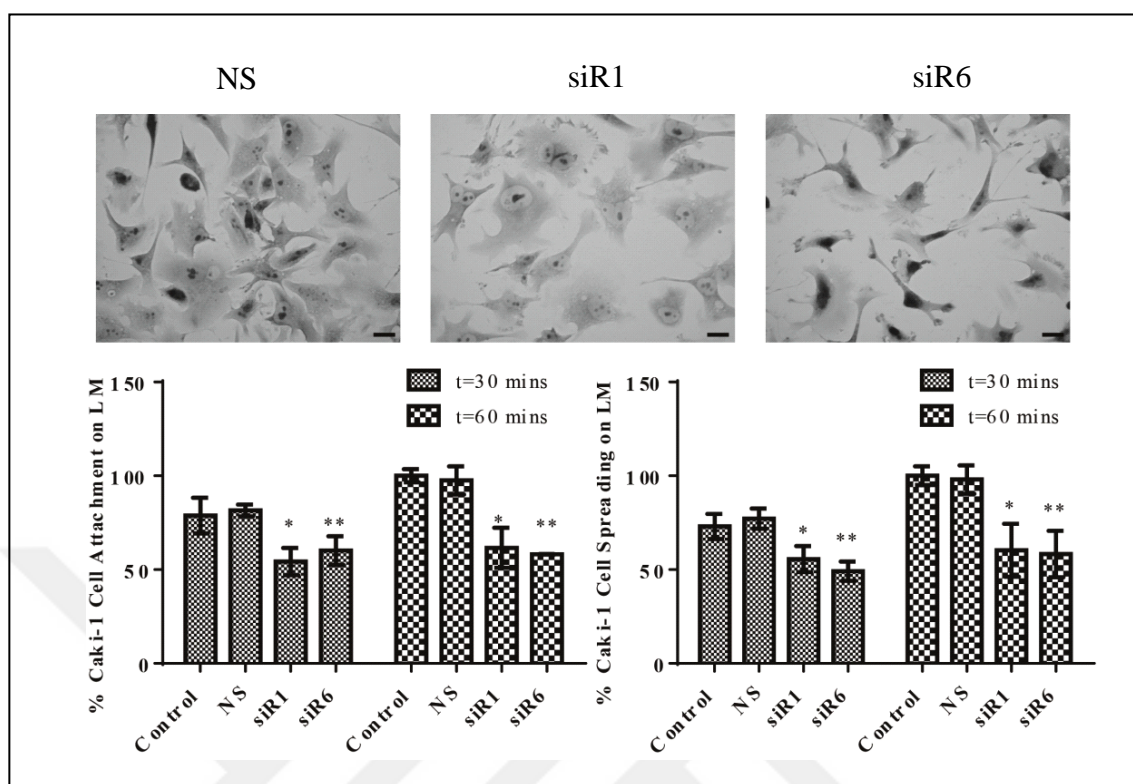 NS
siR1
siR6
% Caki-1 Cell Attachment on LM
150
100
50
0
t=30 mins
t=60 mins
*
**
*
**
Control
NS
siR1
siR6
Control
NS
siR1
siR6
% Caki-1 Cell Spreading on LM
150
100
50
0
t=30 mins
t=60 mins
*
**
*
**
Control
NS
siR1
siR6
Control
NS
siR1
siR6